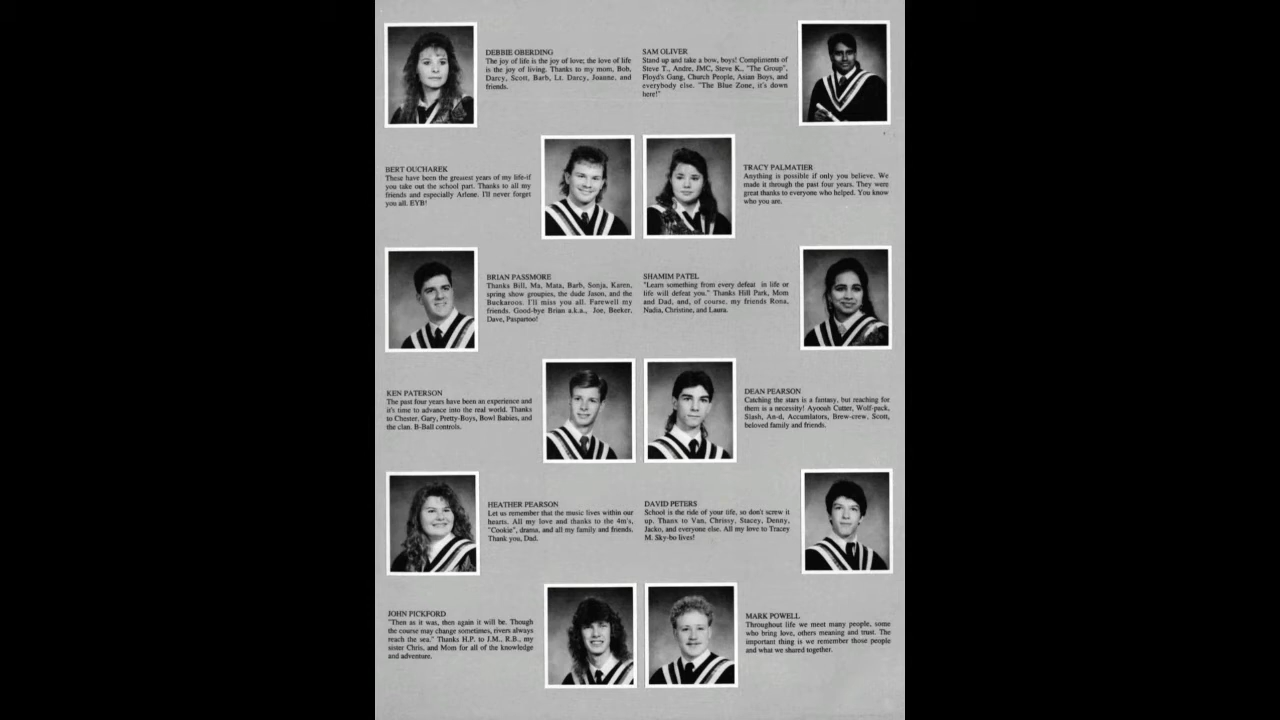 DEBBIE OBERDING
The joy of life is the joy of love; the love of life
is the joy of living. Thanks to my mom, Bob,
Darcy, Scott, Barb, Lt. Darcy, Joanne, and
friends.
SAM OLIVER
Stand up and take a bow, boys! Compliments of
Steve T., Andre, JMC, Steve K., "The Group",
Floyd's Gang, Church People, Asian Boys, and
everybody else. "The Blue Zone, it's down
here!"
BERT OUCHAREK
These have been the greatest years of my life-if
you take out the school part. Thanks to all my
friends and especially Arlene. I'll never forget
you all. EYB!
TRACY PALMATIER
Anything is possible if only you believe. We
made it through the past four years. They were
great thanks to everyone who helped. You know
who you are.
BRIAN PASSMORE
Thanks Bill, Ma, Mata, Barb, Sonja, Karen,
spring show groupies, the dude Jason, and the
Buckaroos. I'll miss you all. Farewell my
friends. Good-bye Brian a.k.a., Joe, Beeker,
Dave, Paspartoo!
SHAMIM PATEL
"Learn something from every defeat in life or
life will defeat you." Thanks Hill Park, Mom
and Dad, and, of course, my friends Rona,
Nadia, Christine, and Laura.
KEN PATERSON
The past four years have been an experience and
it's time to advance into the real world. Thanks
to Chester, Gary, Pretty-Boys, Bowl Babies, and
the clan. B-Ball controls.
DEAN PEARSON
Catching the stars is a fantasy, but reaching for
them is a necessity! Ayoosh Cutter, Wolf-pack,
Slash, An-d, Accumlators, Brew-crew, Scott,
beloved family and friends.
HEATHER PEARSON
Let us remember that the music lives within our
hearts. All my love and thanks to the 4m's,
"Cookie", drama, and all my family and friends.
Thank you, Dad.
DAVID PETERS
School is the ride of your life, so don't screw it
up. Thanx to Van, Chrissy, Stacey, Denny,
Jacko, and everyone else. All my love to Tracey
M. Sky-bo lives!
JOHN PICKFORD
"Then as it was, then again it will be. Though
the course may change sometimes, rivers always
reach the sea." Thanks H.P. to J.M., R.B., my
sister Chris, and Mom for all of the knowledge
and adventure.
MARK POWELL
Throughout life we meet many people, some
who bring love, others meaning and trust. The
important thing is we remember those people
and what we shared together.